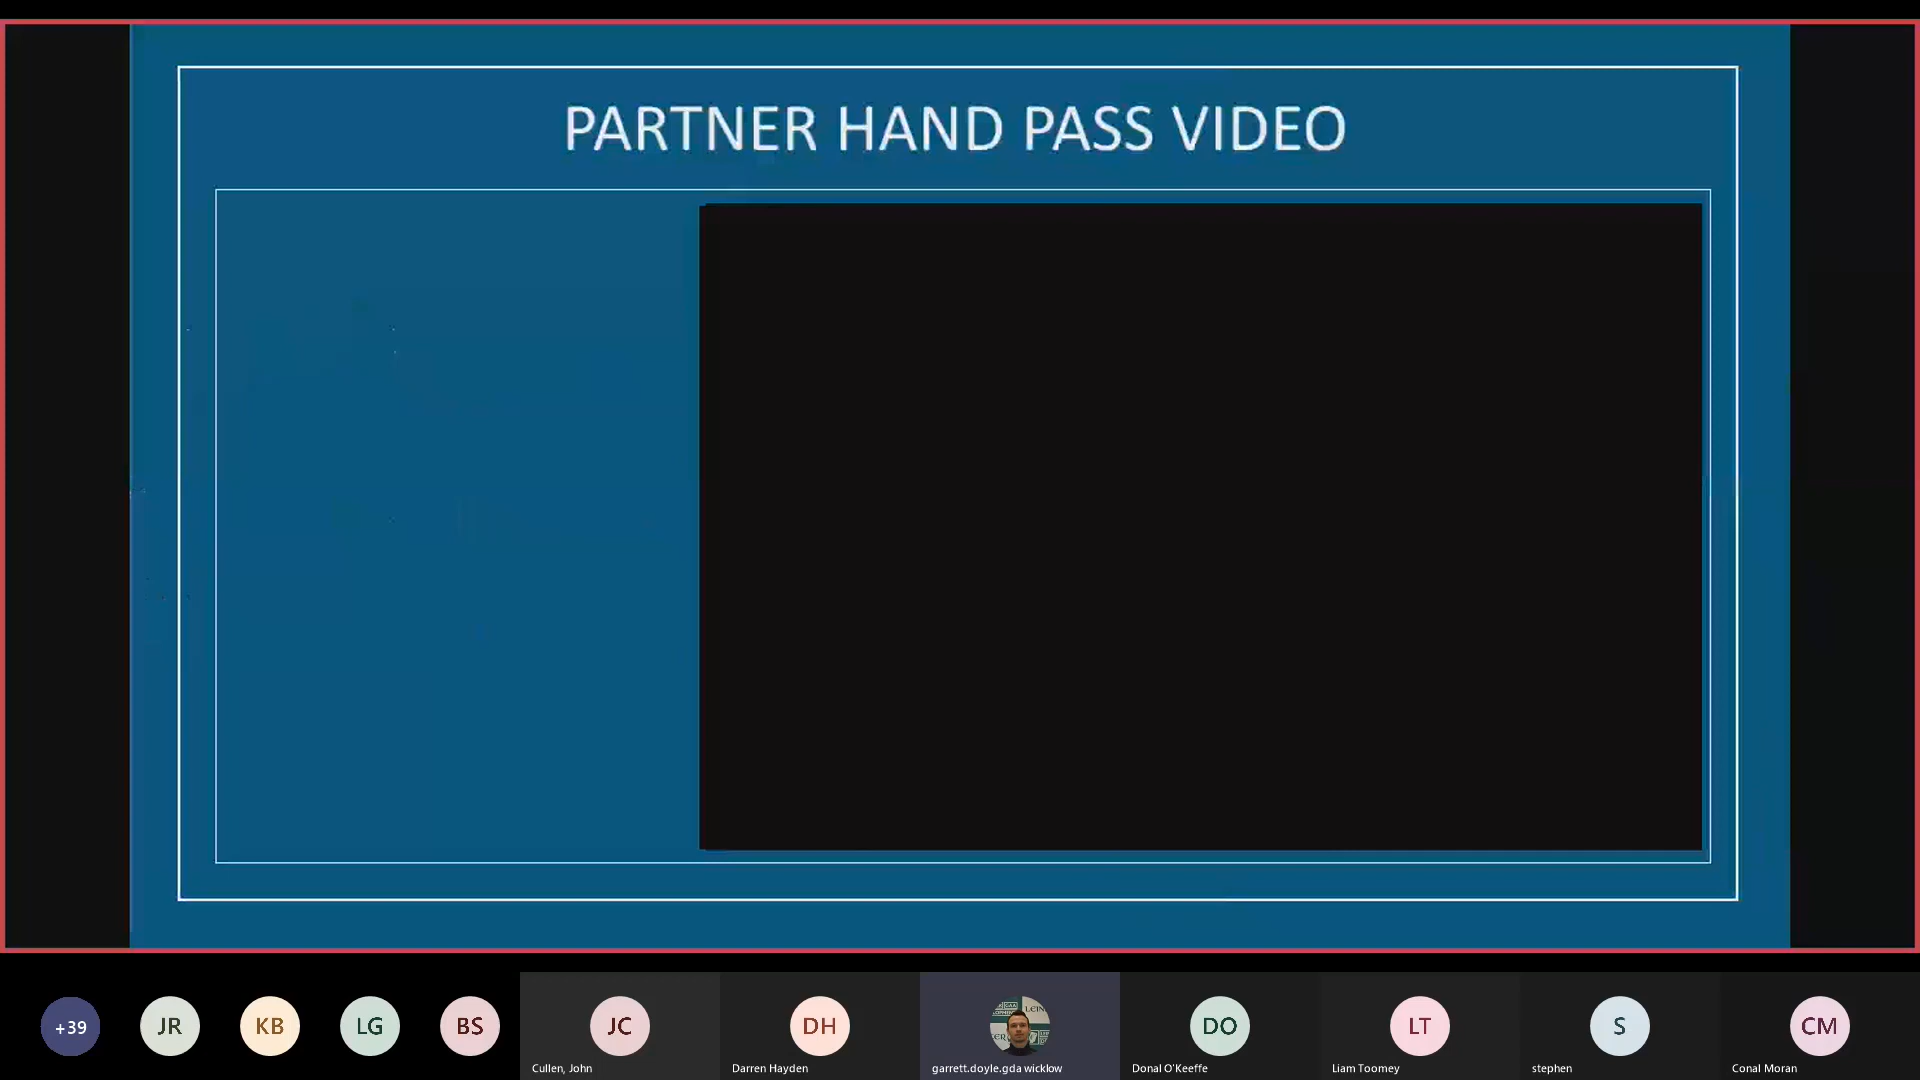 PARTNER HAND PASS VIDEO
+39
JR
KB
LG
BS
JC
DH
DO
LT
S
CM
Cullen, John
Darren Hayden
garrett.doyle.gda wicklow
Donal O'Keeffe
Liam Toomey
stephen
Conal Moran